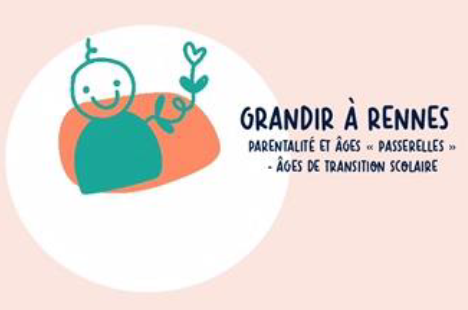 GRANDIR À RENNES
PARENTALITÉ ET ÂGES « PASSERELLES »
- ÂGES DE TRANSITION SCOLAIRE